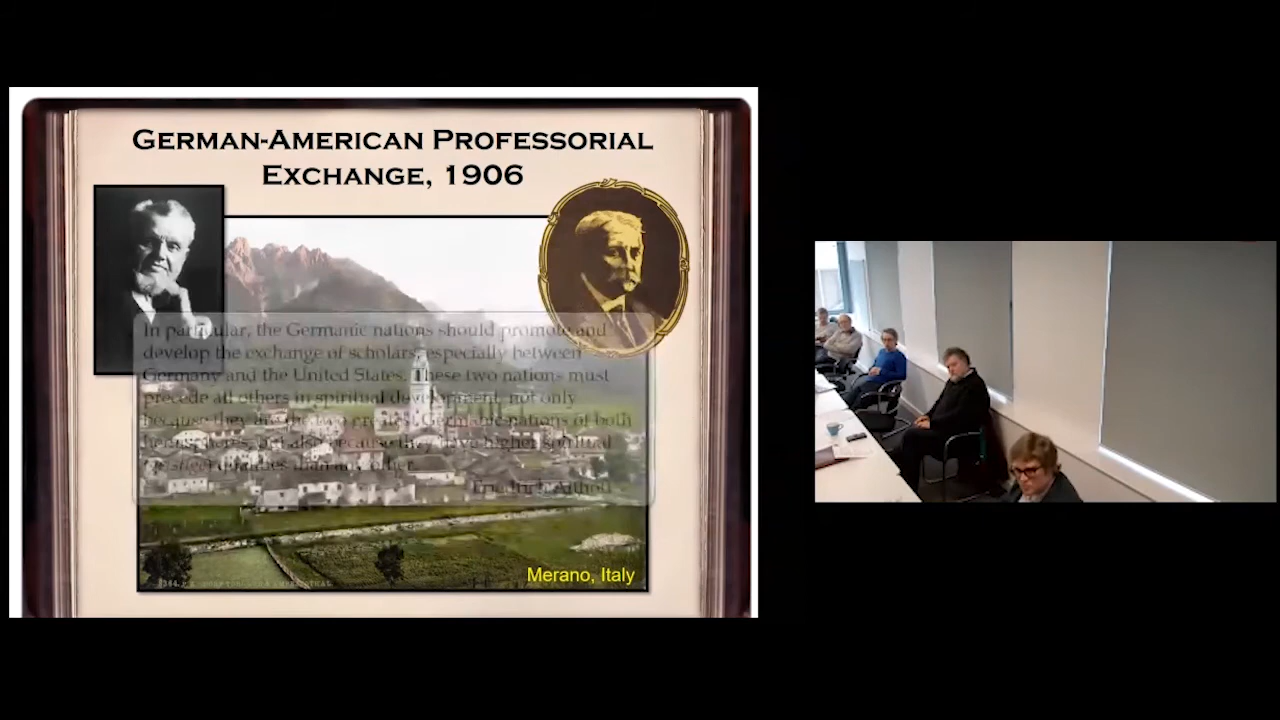 GERMAN-AMERICAN PROFESSORIAL
EXCHANGE, 1906
In particular, the Germanic nations should promote and
develop the exchange of scholars, especially between
Germany and the United States. These two nations must
precede all others in spiritual development, not only
because they are the two greatest Germanic nations of both
hemispheres, but also because they have higher spiritual
qualities than any other.
Friedrich Althoff
Merano, Italy